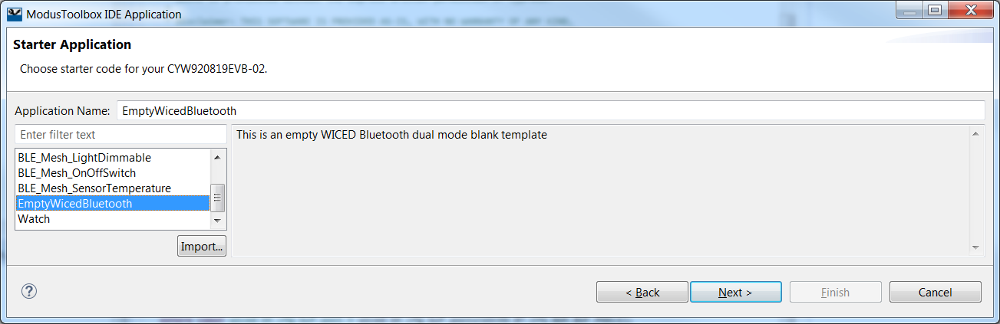 ModusToolbox IDE Application
Starter Application
Choose starter code for your CYW920819EVB-02.
Application Name: EmptyWicedBluetooth
Enter filter text
This is an empty WICED Bluetooth dual mode blank template
BLE_Mesh_LightDimmable
BLE_Mesh_OnOffSwitch
BLE_Mesh_SensorTemperature
EmptyWicedBluetooth
Watch
Import...
? < Back Next > Finish Cancel